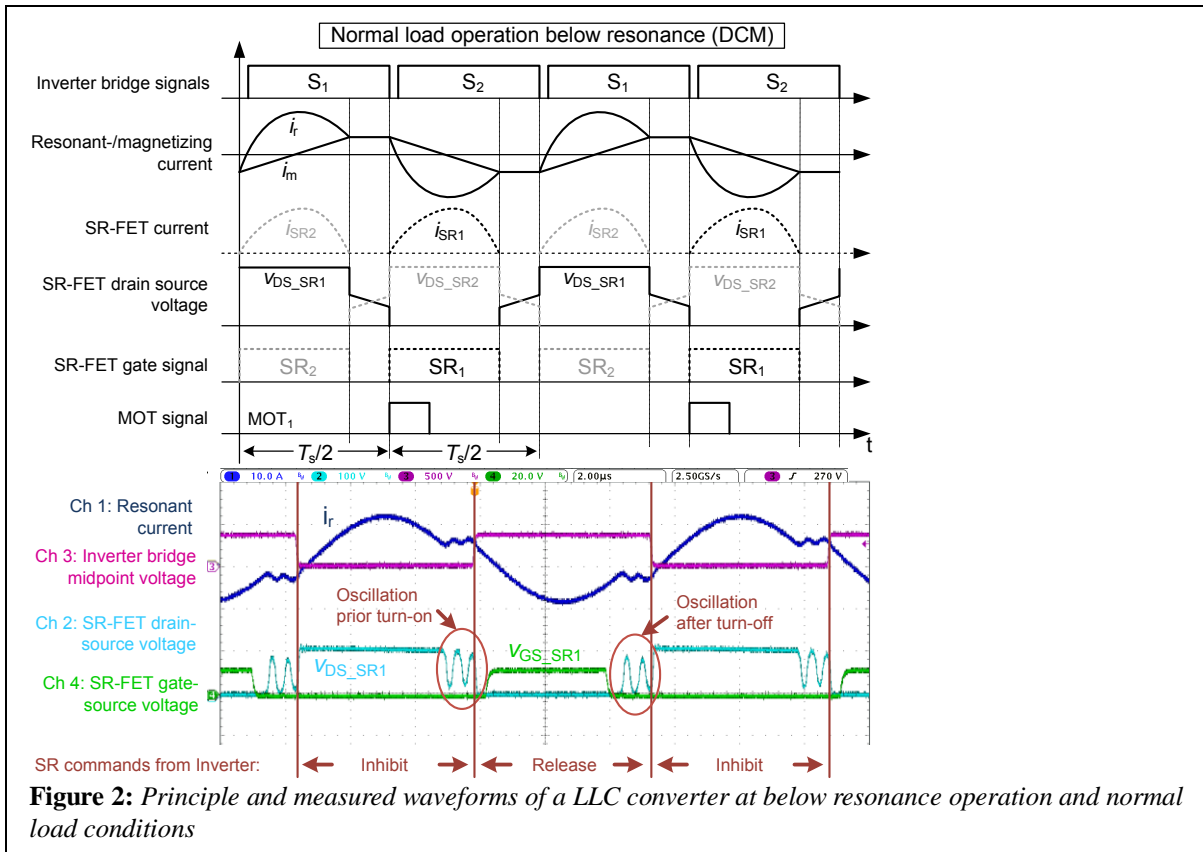 Normal load operation below resonance (DCM)
Inverter bridge signals
S1 S2 S1 S2
Resonant-/magnetizing
current
ir
im
SR-FET current
iSR2 iSR1 iSR2 iSR1
SR-FET drain source
voltage
vDS_SR1 vDS_SR2 vDS_SR1 vDS_SR2
SR-FET gate signal
SR2 SR1 SR2 SR1
MOT signal
MOT1
t
Ts/2 Ts/2
1 10.0 A 2 100 V 3 500 V 4 20.0 V 2.00µs 2.50GS/s 3 270 V
Ch 1: Resonant
current
ir
Ch 3: Inverter bridge
midpoint voltage
3
Oscillation
prior turn-on
Oscillation
after turn-off
Ch 2: SR-FET drain-
source voltage
vDS_SR1
vGS_SR1
Ch 4: SR-FET gate-
source voltage
SR commands from Inverter: Inhibit Release Inhibit
Figure 2: Principle and measured waveforms of a LLC converter at below resonance operation and normal
load conditions